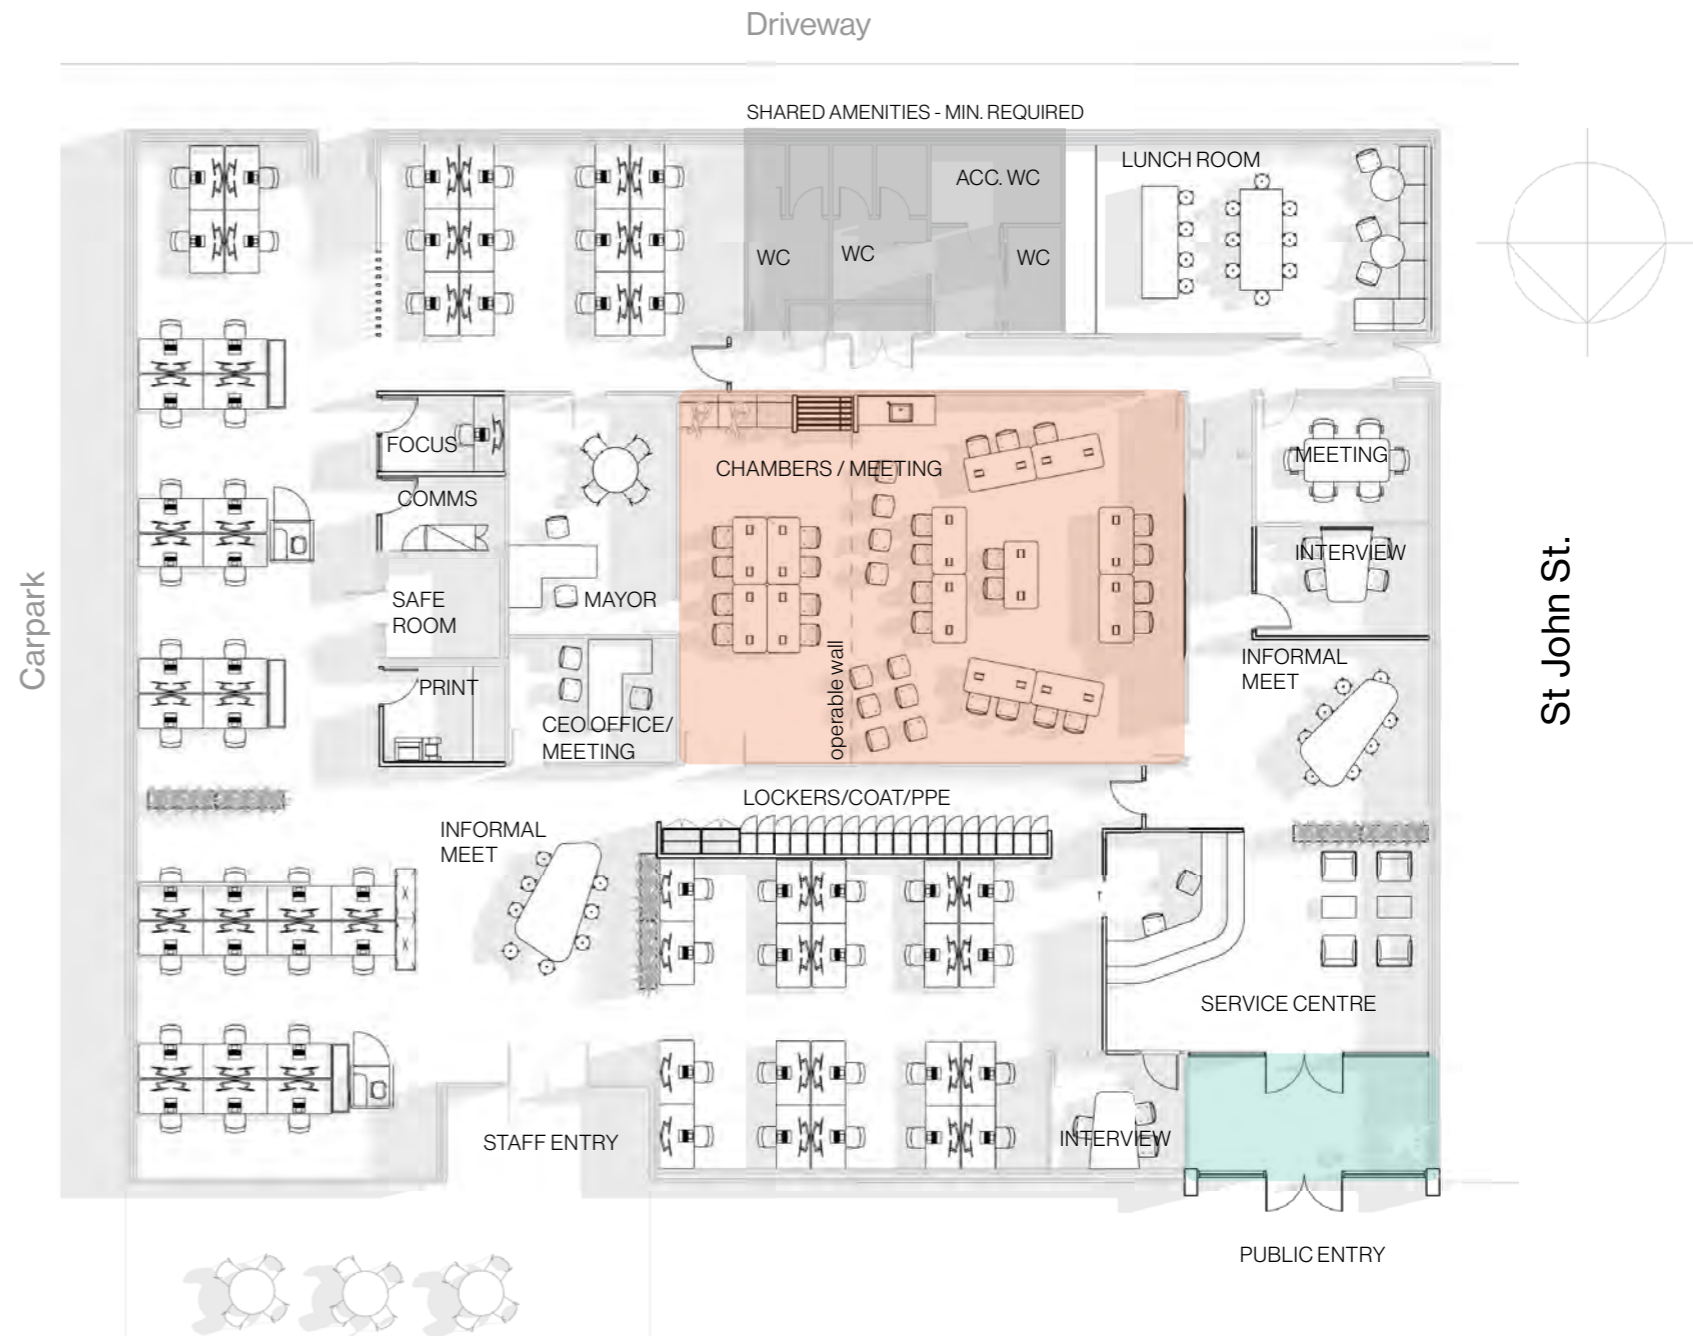 Driveway
SHARED AMENITIES - MIN. REQUIRED
LUNCH ROOM
ACC. WC
WC
WC
WC
FOCUS
CHAMBERS / MEETING
MEETING
COMMS
INTERVIEW
SAFE
ROOM
MAYOR
Carpark
St John St.
operable wall
INFORMAL
MEET
PRINT
CEO OFFICE/
MEETING
LOCKERS/COAT/PPE
INFORMAL
MEET
SERVICE CENTRE
STAFF ENTRY
INTERVIEW
PUBLIC ENTRY